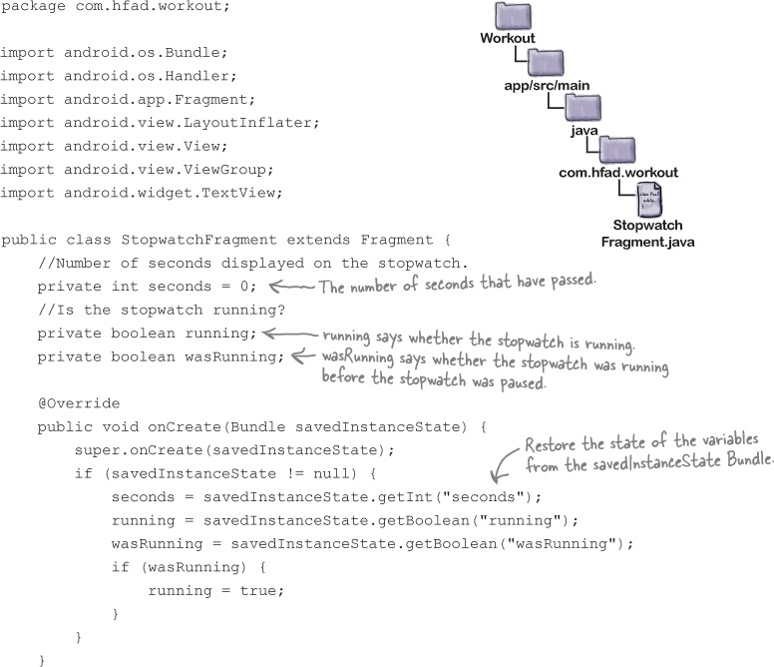 package com.hfad.workout;
import android.os.Bundle;
import android.os.Handler;
import android.app.Fragment;
import android.view.LayoutInflater;
import android.view.View;
import android.view.ViewGroup;
import android.widget.TextView;
Workout
app/src/main
java
com.hfad.workout
Stopwatch
Fragment.java
public class StopwatchFragment extends Fragment {
//Number of seconds displayed on the stopwatch.
private int seconds = 0;
The number of seconds that have passed.
//Is the stopwatch running?
private boolean running;
running says whether the stopwatch is running.
private boolean wasRunning;
wasRunning says whether the stopwatch was running
before the stopwatch was paused.
@Override
public void onCreate(Bundle savedInstanceState) {
super.onCreate(savedInstanceState);
if (savedInstanceState != null) {
Restore the state of the variables
from the savedInstanceState Bundle.
seconds = savedInstanceState.getInt("seconds");
running = savedInstanceState.getBoolean("running");
wasRunning = savedInstanceState.getBoolean("wasRunning");
if (wasRunning) {
running = true;
}
}
}